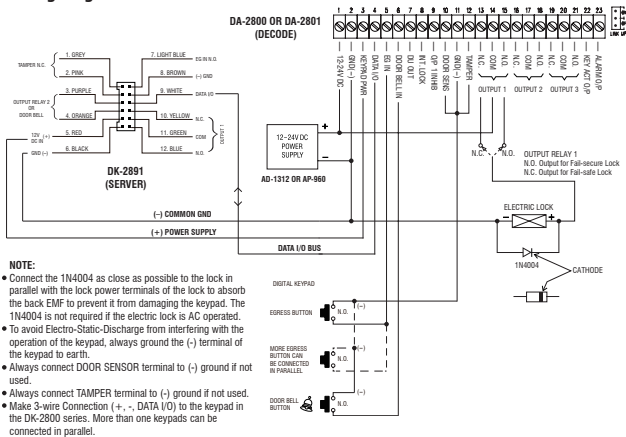 DA-2800 OR DA-2801
(DECODE)
1 2 3 4 5 6 7 8 9 10 11 12 13 14 15 16 17 18 19 20 21 22 23
LINK UP
12-24V DC
GND(–)
KEYPAD PWR
DATA I/O
EG IN
DOOR BELL IN
DU OUT
INT LOCK
O/P 1 INHIB
DOOR SENS
GND(–)
TAMPER
N.C.
COM
N.O.
N.C.
COM
N.O.
N.C.
COM
N.O.
KEY ACT O/P
ALARM O/P
OUTPUT 1
OUTPUT 2
OUTPUT 3
TAMPER N.C.
1. GREY
2. PINK
OUTPUT RELAY 2
OR
DOOR BELL
3. PURPLE
4. ORANGE
12V (+)
DC IN
5. RED
GND (–)
6. BLACK
7. LIGHT BLUE
EG IN N.O.
8. BROWN
(–) GND
9. WHITE
DATA I/O
10. YELLOW
N.C.
11. GREEN
COM
12. BLUE
N.O.
OUTPUT 1
DK-2891
(SERVER)
12~24V DC
POWER
SUPPLY
+
–
AD-1312 OR AP-960
N.C.
N.O.
OUTPUT RELAY 1
N.O. Output for Fail-secure Lock
N.C. Output for Fail-safe Lock
ELECTRIC LOCK
–
+
1N4004
CATHODE
(–) COMMON GND
(+) POWER SUPPLY
DATA I/O BUS
NOTE:
• Connect the 1N4004 as close as possible to the lock in
parallel with the lock power terminals of the lock to absorb
the back EMF to prevent it from damaging the keypad. The
1N4004 is not required if the electric lock is AC operated.
• To avoid Electro-Static-Discharge from interfering with the
operation of the keypad, always ground the (-) terminal of
the keypad to earth.
• Always connect DOOR SENSOR terminal to (-) ground if not
used.
• Always connect TAMPER terminal to (-) ground if not used.
• Make 3-wire Connection (+, -, DATA I/O) to the keypad in
the DK-2800 series. More than one keypads can be
connected in parallel.
DIGITAL KEYPAD
EGRESS BUTTON
(–)
N.O.
MORE EGRESS
BUTTON CAN
BE CONNECTED
IN PARALLEL
(–)
N.O.
DOOR BELL
BUTTON
(–)
N.O.